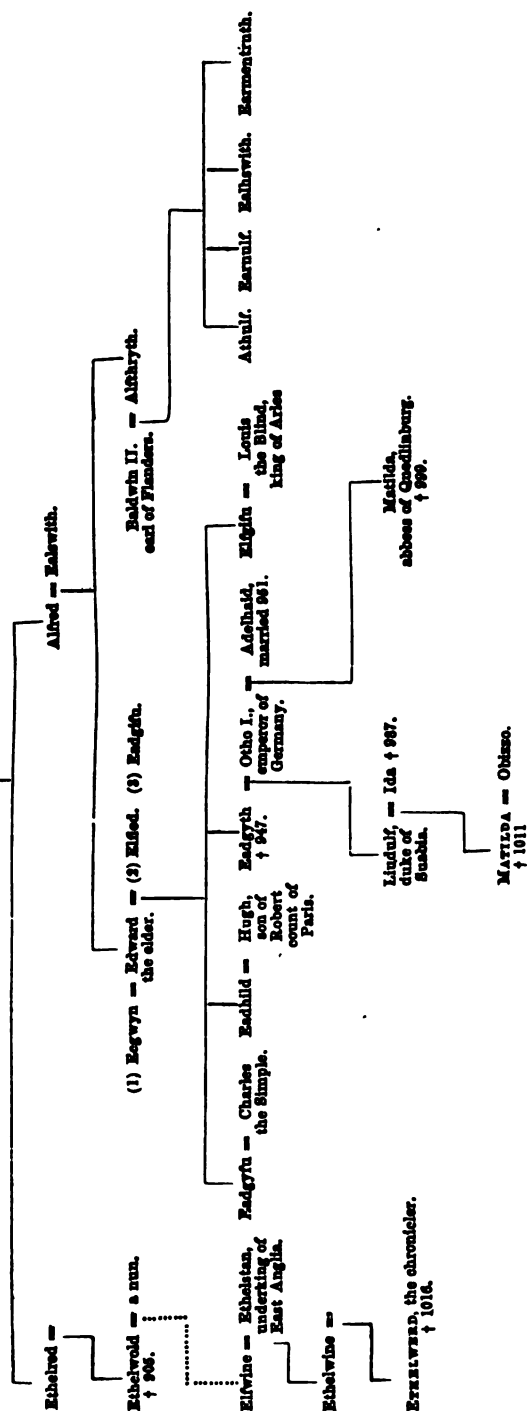 Ethelred =
Alfred = Ealswith.
Ethelwold = a nun.
† 905.
(1) Ecgwyn = Edward = (2) Elfled. (3) Eadgifu.
the elder.
Baldwin II. = Alfthryth.
earl of Flanders.
Elfwine = Ethelstan,
underking of
East Anglia.
Eadgyfu = Charles
the Simple.
Eadhild = Hugh,
son of
Robert
count of
Paris.
Eadgyth = Otho I., = Adelhaid,
† 947. emperor of married 951.
Germany.
Elfgifu = Louis
the Blind,
king of Arles
Athulf. Earnulf. Ealhswith. Earmentruth.
Ethelwine =
Liudulf, = Ida † 987.
duke of
Suabia.
Matilda,
abbess of Quedlinburg.
† 999.
ETHELWERD, the chronicler.
† 1016.
MATILDA = Obisso.
† 1011